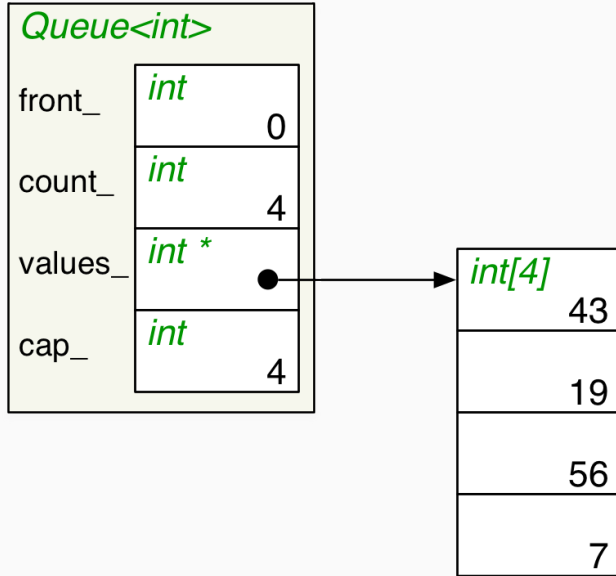 Queue<int>
front_ int
0
count_ int
4
values_ int *
cap_ int
4
int[4]
43
19
56
7